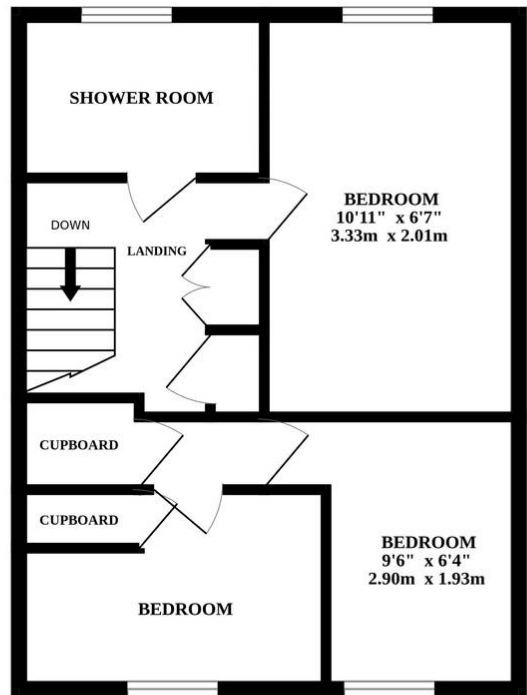 SHOWER ROOM
BEDROOM
10'11" x 6'7"
3.33m x 2.01m
DOWN
LANDING
CUPBOARD
CUPBOARD
BEDROOM
9'6" x 6'4"
2.90m x 1.93m
BEDROOM